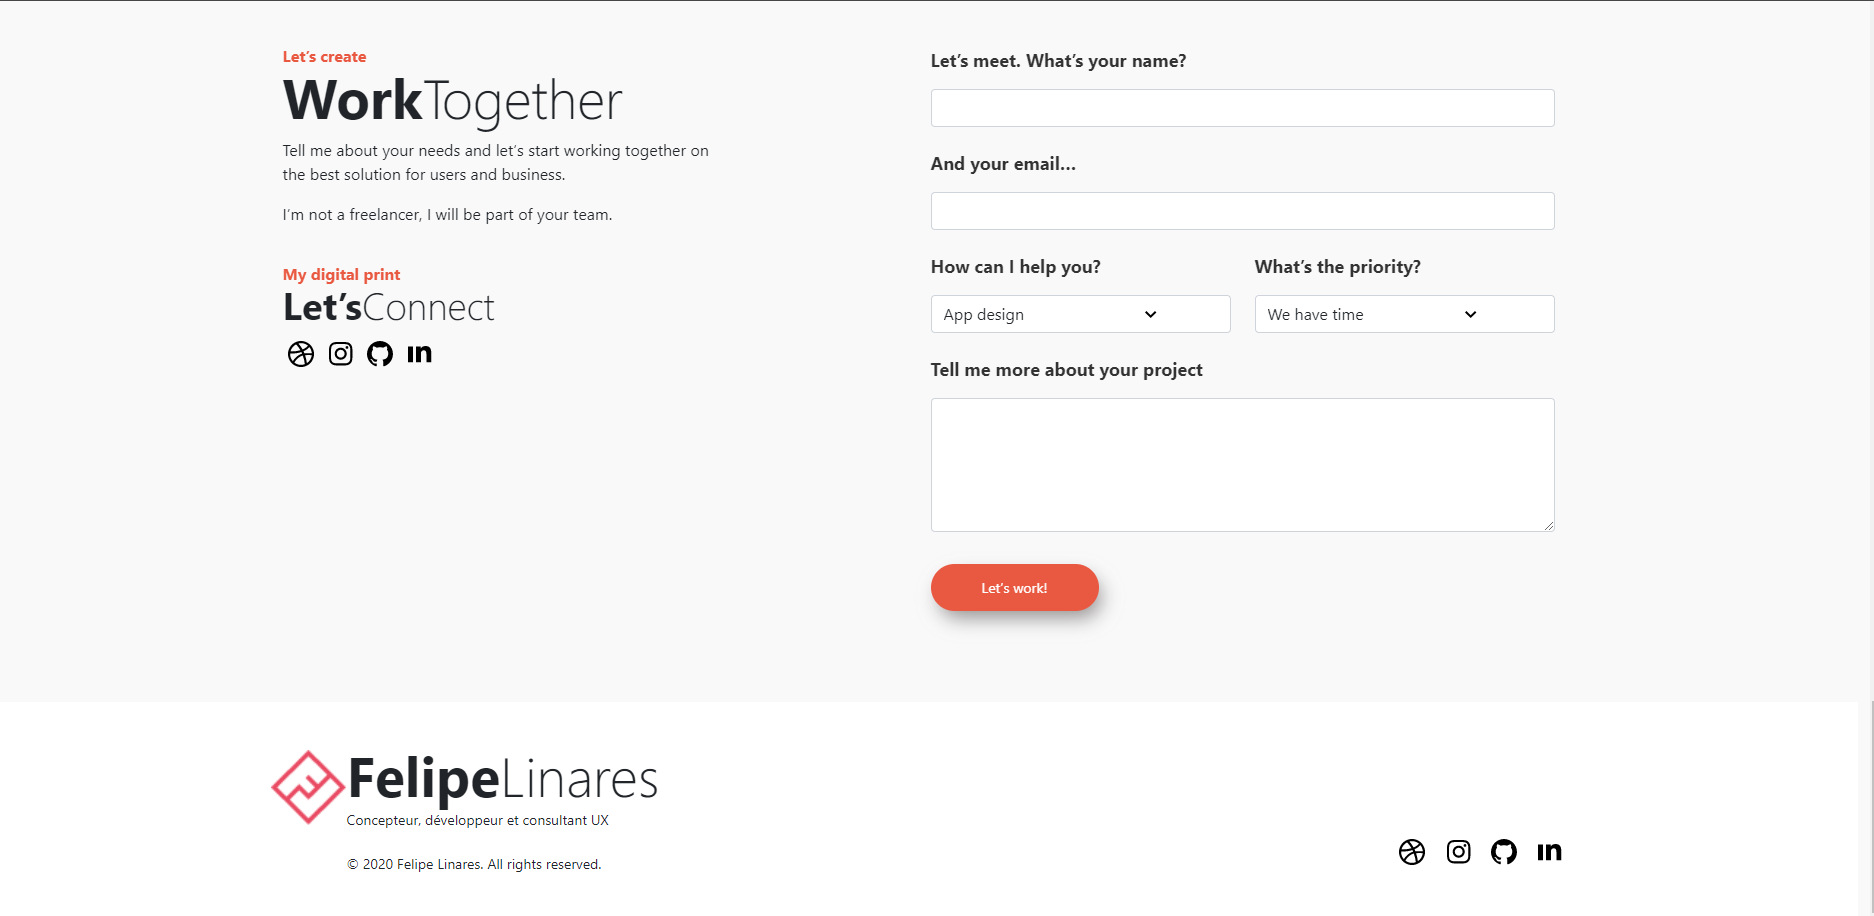 Let’s create
WorkTogether
Tell me about your needs and let’s start working together on
the best solution for users and business.
I’m not a freelancer, I will be part of your team.
My digital print
Let’sConnect
Let’s meet. What’s your name?
And your email...
How can I help you?
What’s the priority?
App design
We have time
Tell me more about your project
Let's work!
FelipeLinares
Concepteur, développeur et consultant UX
© 2020 Felipe Linares. All rights reserved.